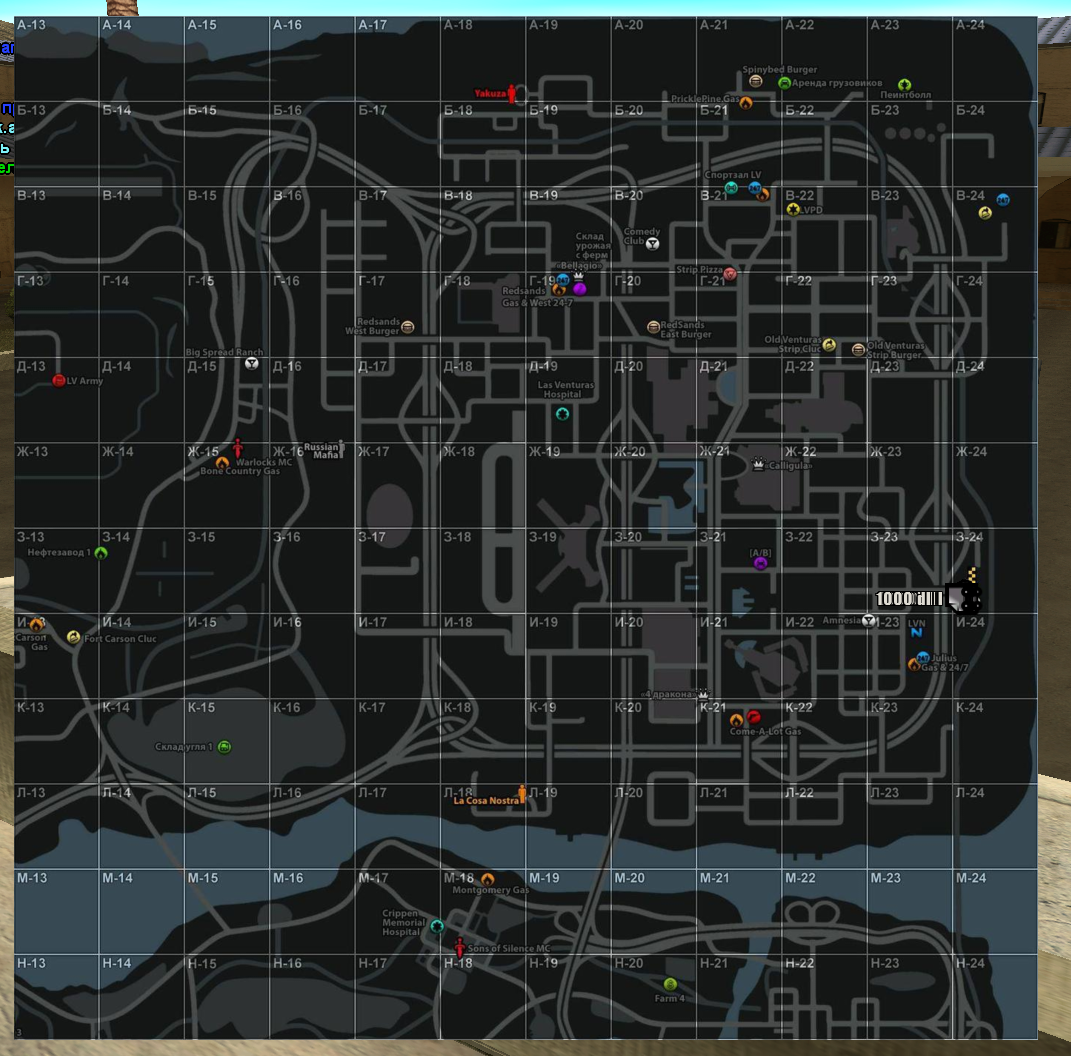 А-13 А-14 А-15 А-16 А-17 А-18 А-19 А-20 А-21 А-22 А-23 А-24
Spinybed Burger
Аренда грузовиков
Пеинтболл
Yakuza
PricklePine Gas
Б-13 Б-14 Б-15 Б-16 Б-17 Б-18 Б-19 Б-20 Б-21 Б-22 Б-23 Б-24
Спортзал LV
В-13 В-14 В-15 В-16 В-17 В-18 В-19 В-20 В-21 В-22 В-23 В-24
LVPD
Comedy
Club
Склад
урожая
с ферм
«Bellagio»
Strip Pizza
Г-13 Г-14 Г-15 Г-16 Г-17 Г-18 Г-19 Г-20 Г-21 Г-22 Г-23 Г-24
Redsands
Gas & West 24-7
Redsands
West Burger
RedSands
East Burger
Old Venturas
Strip Cluc
Old Venturas
Strip Burger
Big Spread Ranch
Д-13 Д-14 Д-15 Д-16 Д-17 Д-18 Д-19 Д-20 Д-21 Д-22 Д-23 Д-24
LV Army
Las Venturas
Hospital
Ж-13 Ж-14 Ж-15 Ж-16 Ж-17 Ж-18 Ж-19 Ж-20 Ж-21 Ж-22 Ж-23 Ж-24
Russian
Mafia
Warlocks MC
Bone Country Gas
«Calligula»
З-13 З-14 З-15 З-16 З-17 З-18 З-19 З-20 З-21 З-22 З-23 З-24
Нефтезавод 1
[A/B]
И-14 И-15 И-16 И-17 И-18 И-19 И-20 И-21 И-22 И-24
Amnesia
LVN
Carson
Gas
Fort Carson Cluc
Julius
Gas & 24/7
«4 дракона»
К-13 К-14 К-15 К-16 К-17 К-18 К-19 К-20 К-21 К-22 К-23 К-24
Come-A-Lot Gas
Склад угля 1
Л-13 Л-14 Л-15 Л-16 Л-17 Л-18 Л-19 Л-20 Л-21 Л-22 Л-23 Л-24
La Cosa Nostra
М-13 М-14 М-15 М-16 М-17 М-18 М-19 М-20 М-21 М-22 М-23 М-24
Montgomery Gas
Crippen
Memorial
Hospital
Sons of Silence MC
Н-13 Н-14 Н-15 Н-16 Н-17 Н-18 Н-19 Н-20 Н-21 Н-22 Н-23 Н-24
Farm 4
3